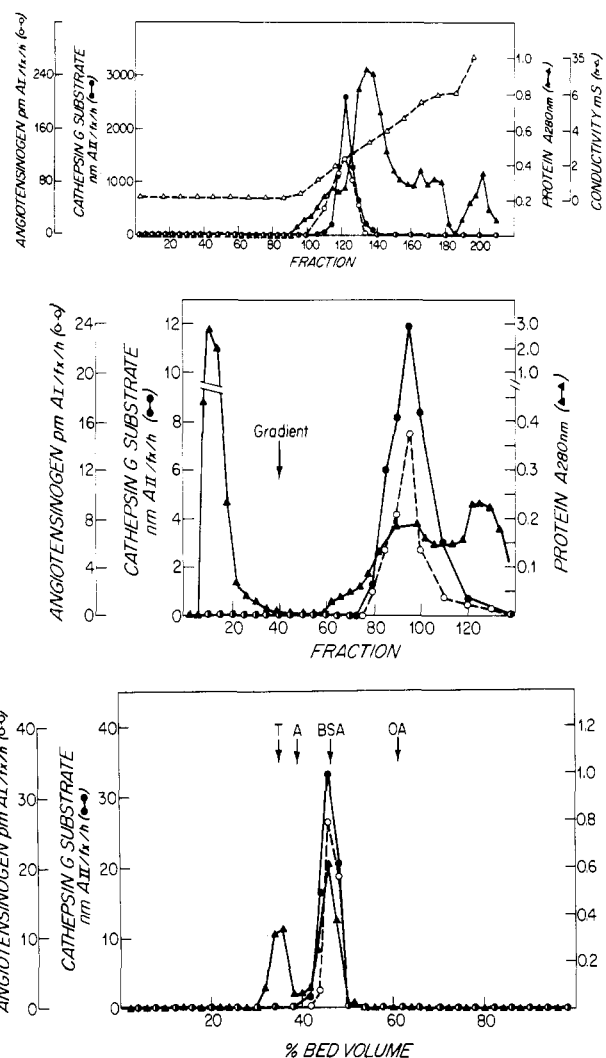 ANGIOTENSINOGEN pm AI/fx/h (o-o)
CATHEPSIN G SUBSTRATE
nm AII/fx/h (●-●)
240
160
80
0
3000
2000
1000
0
1.0
0.8
0.6
0.4
0.2
35
6
4
2
0
PROTEIN A280nm (▲-▲)
CONDUCTIVITY mS (△-△)
10 20 30 40 50 60 80 100 120 140 160 180 200
FRACTION
ANGIOTENSINOGEN pm AI/fx/h (o-o)
CATHEPSIN G SUBSTRATE
nm AII/fx/h (●-●)
24
20
16
12
8
4
0
12
10
8
6
4
2
0
Gradient
3.0
2.0
1.0
0.4
0.3
0.2
0.1
PROTEIN A280nm (▲-▲)
20 40 60 80 100 120
FRACTION
ANGIOTENSINOGEN pm AI/fx/h (o-o)
CATHEPSIN G SUBSTRATE
nm AII/fx/h (●-●)
40
30
20
10
0
40
30
20
10
0
T A BSA OA
1.0
0.8
0.6
0.4
0.2
20 40 60 80
% BED VOLUME